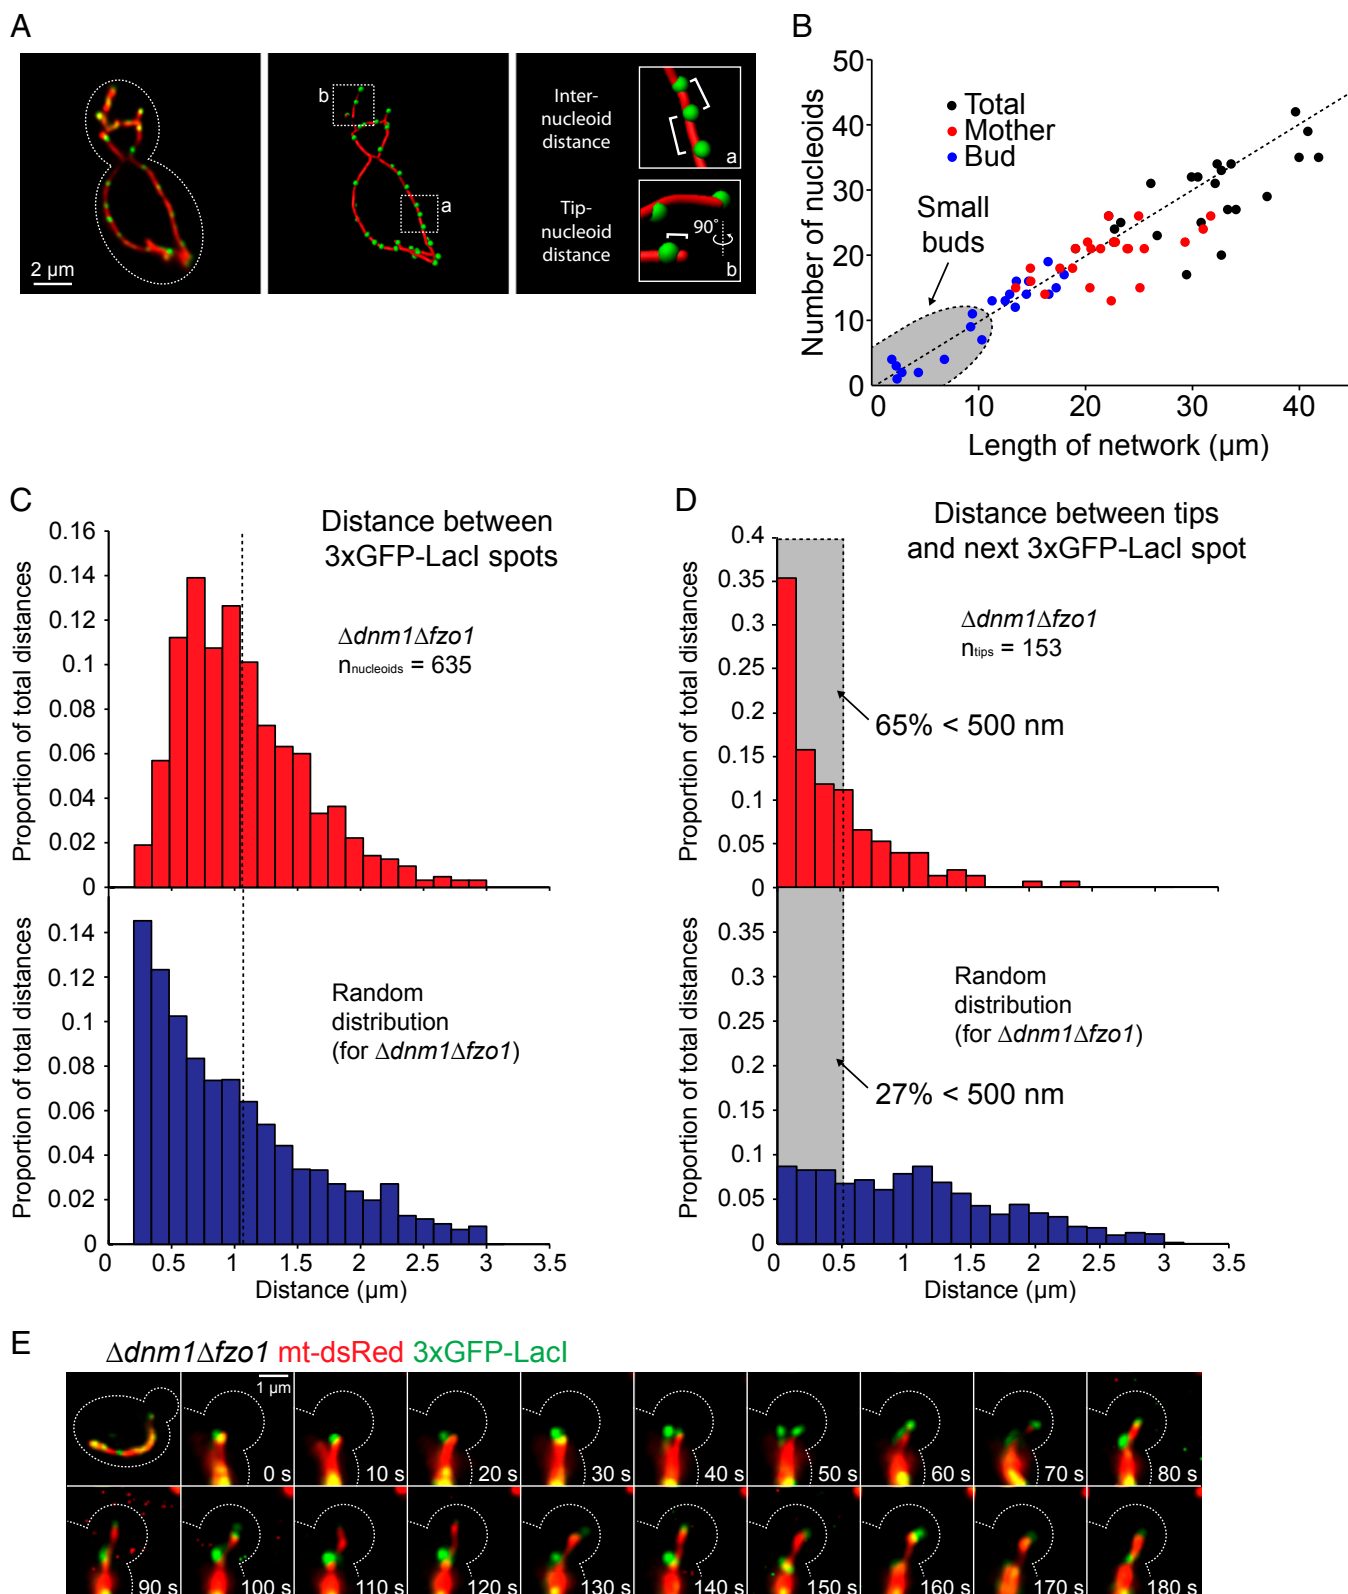 A
b
a
2 μm
Inter-
nucleoid
distance
a
Tip-
nucleoid
distance
90°
b
B
50
40
30
20
10
0
Number of nucleoids
Total
Mother
Bud
Small
buds
0 10 20 30 40
Length of network (μm)
C
Distance between
3xGFP-LacI spots
0.16
0.14
0.12
0.1
0.08
0.06
0.04
0.02
0
Proportion of total distances
Δdnm1Δfzo1
nnucleoids = 635
0.14
0.12
0.1
0.08
0.06
0.04
0.02
0
Proportion of total distances
Random
distribution
(for Δdnm1Δfzo1)
0 0.5 1 1.5 2 2.5 3 3.5
Distance (μm)
D
Distance between tips
and next 3xGFP-LacI spot
0.4
0.35
0.3
0.25
0.2
0.15
0.1
0.05
0
Proportion of total distances
Δdnm1Δfzo1
ntips = 153
65% < 500 nm
0.35
0.3
0.25
0.2
0.15
0.1
0.05
0
Proportion of total distances
Random
distribution
(for Δdnm1Δfzo1)
27% < 500 nm
0 0.5 1 1.5 2 2.5 3 3.5
Distance (μm)
E
Δdnm1Δfzo1 mt-dsRed 3xGFP-LacI
1 μm
0 s 10 s 20 s 30 s 40 s 50 s 60 s 70 s 80 s
90 s 100 s 110 s 120 s 130 s 140 s 150 s 160 s 170 s 180 s